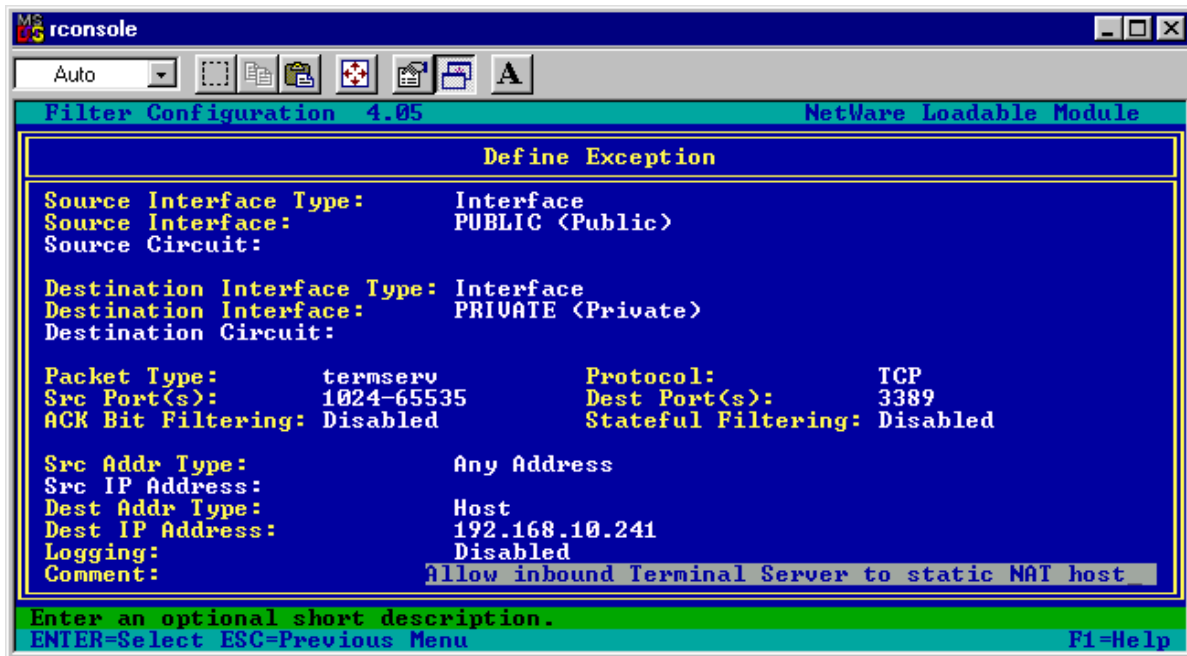 rconsole
Auto
A
Filter Configuration 4.05 NetWare Loadable Module
Define Exception
Source Interface Type: Interface
Source Interface: PUBLIC (Public)
Source Circuit:
Destination Interface Type: Interface
Destination Interface: PRIVATE (Private)
Destination Circuit:
Packet Type: termserv Protocol: TCP
Src Port(s): 1024-65535 Dest Port(s): 3389
ACK Bit Filtering: Disabled Stateful Filtering: Disabled
Src Addr Type: Any Address
Src IP Address:
Dest Addr Type: Host
Dest IP Address: 192.168.10.241
Logging: Disabled
Comment: Allow inbound Terminal Server to static NAT host_
Enter an optional short description.
ENTER=Select ESC=Previous Menu F1=Help